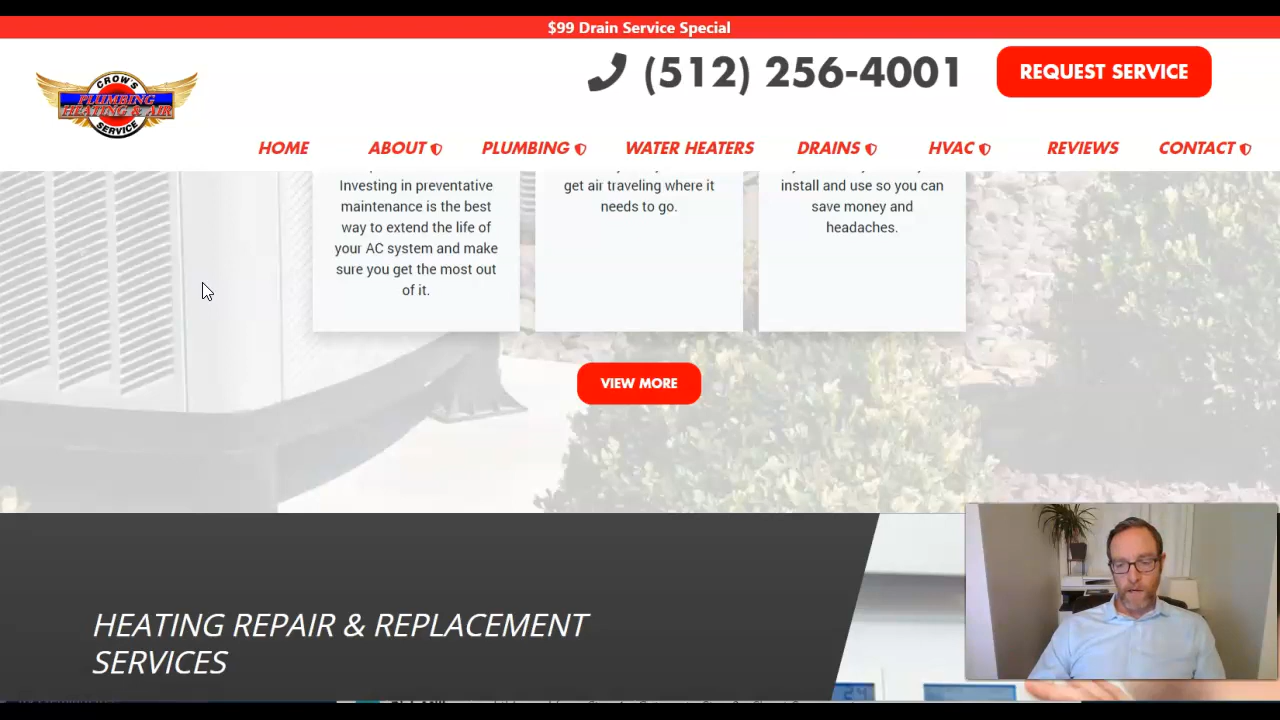 $99 Drain Service Special
(512) 256-4001
REQUEST SERVICE
CROW'S
PLUMBING
HEATING & AIR
SERVICE
HOME ABOUT PLUMBING WATER HEATERS DRAINS HVAC REVIEWS CONTACT
Investing in preventative
maintenance is the best
way to extend the life of
your AC system and make
sure you get the most out
of it.
get air traveling where it
needs to go.
install and use so you can
save money and
headaches.
VIEW MORE
HEATING REPAIR & REPLACEMENT
SERVICES
24